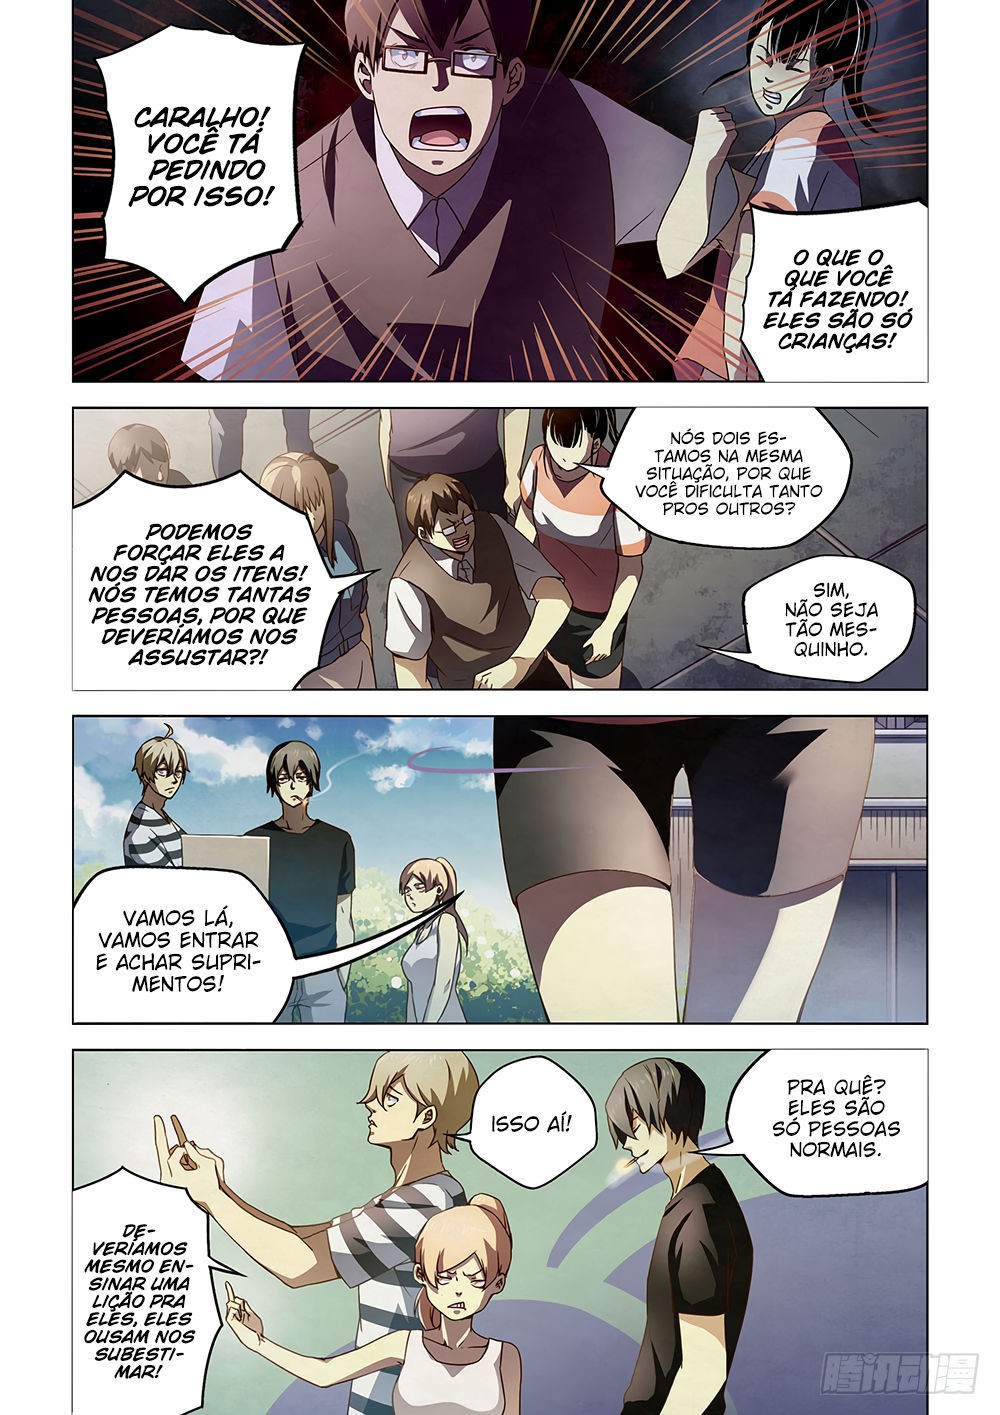 CARALHO!
VOCÊ TÁ
PEDINDO
POR ISSO!
O QUE O
QUE VOCÊ
TÁ FAZENDO!
ELES SÃO SÓ
CRIANÇAS!
NÓS DOIS ES-
TAMOS NA MESMA
SITUAÇÃO, POR QUE
VOCÊ DIFICULTA TANTO
PROS OUTROS?
PODEMOS
FORÇAR ELES A
NOS DAR OS ITENS!
NÓS TEMOS TANTAS
PESSOAS, POR QUE
DEVERÍAMOS NOS
ASSUSTAR?!
SIM,
NÃO SEJA
TÃO MES-
QUINHO.
VAMOS LÁ,
VAMOS ENTRAR
E ACHAR SUPRI-
MENTOS!
ISSO AÍ!
PRA QUÊ?
ELES SÃO
SÓ PESSOAS
NORMAIS.
DE-
VERÍAMOS
MESMO EN-
SINAR UMA
LIÇÃO PRA
ELES, ELES
OUSAM NOS
SUBESTI-
MAR!
腾讯动漫